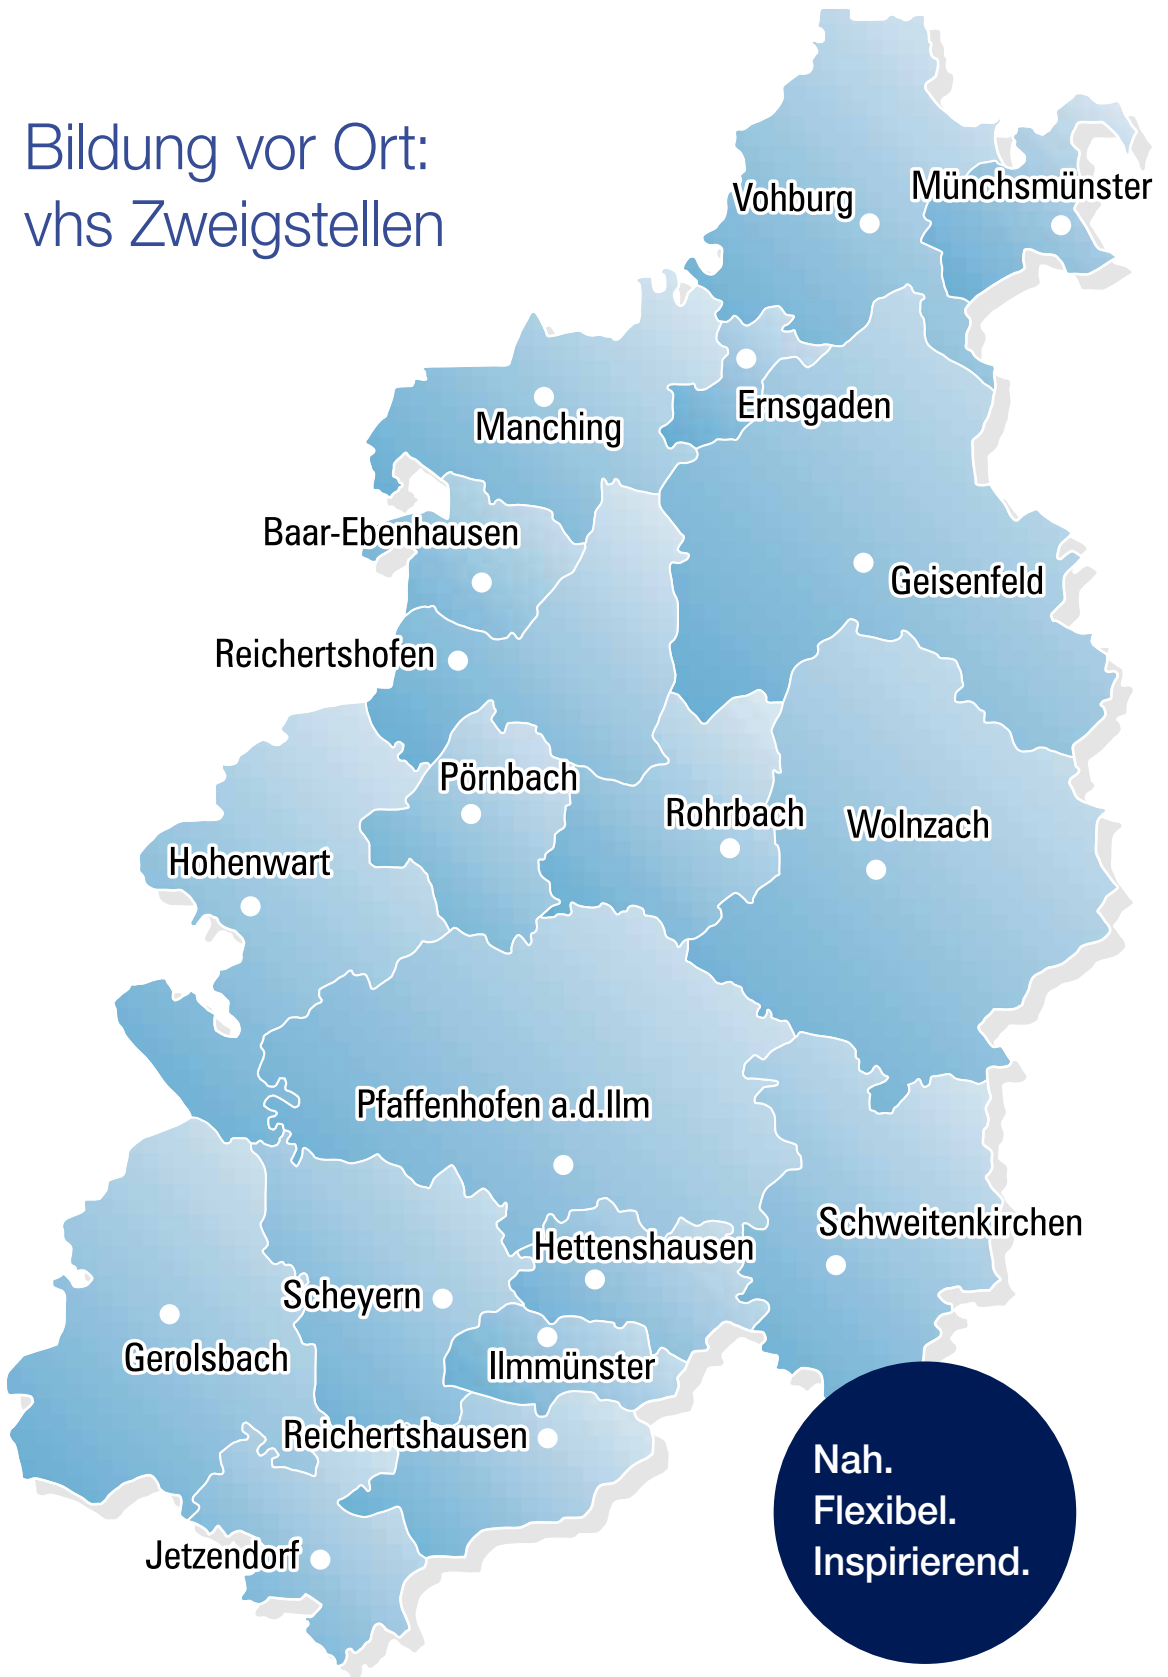 Bildung vor Ort:
vhs Zweigstellen
Vohburg
Münchsmünster
Manching
Ernsgaden
Baar-Ebenhausen
Geisenfeld
Reichertshofen
Pörnbach
Rohrbach
Wolnzach
Hohenwart
Pfaffenhofen a.d.Ilm
Schweitenkirchen
Hettenshausen
Scheyern
Gerolsbach
Ilmmünster
Reichertshausen
Jetzendorf
Nah.
Flexibel.
Inspirierend.